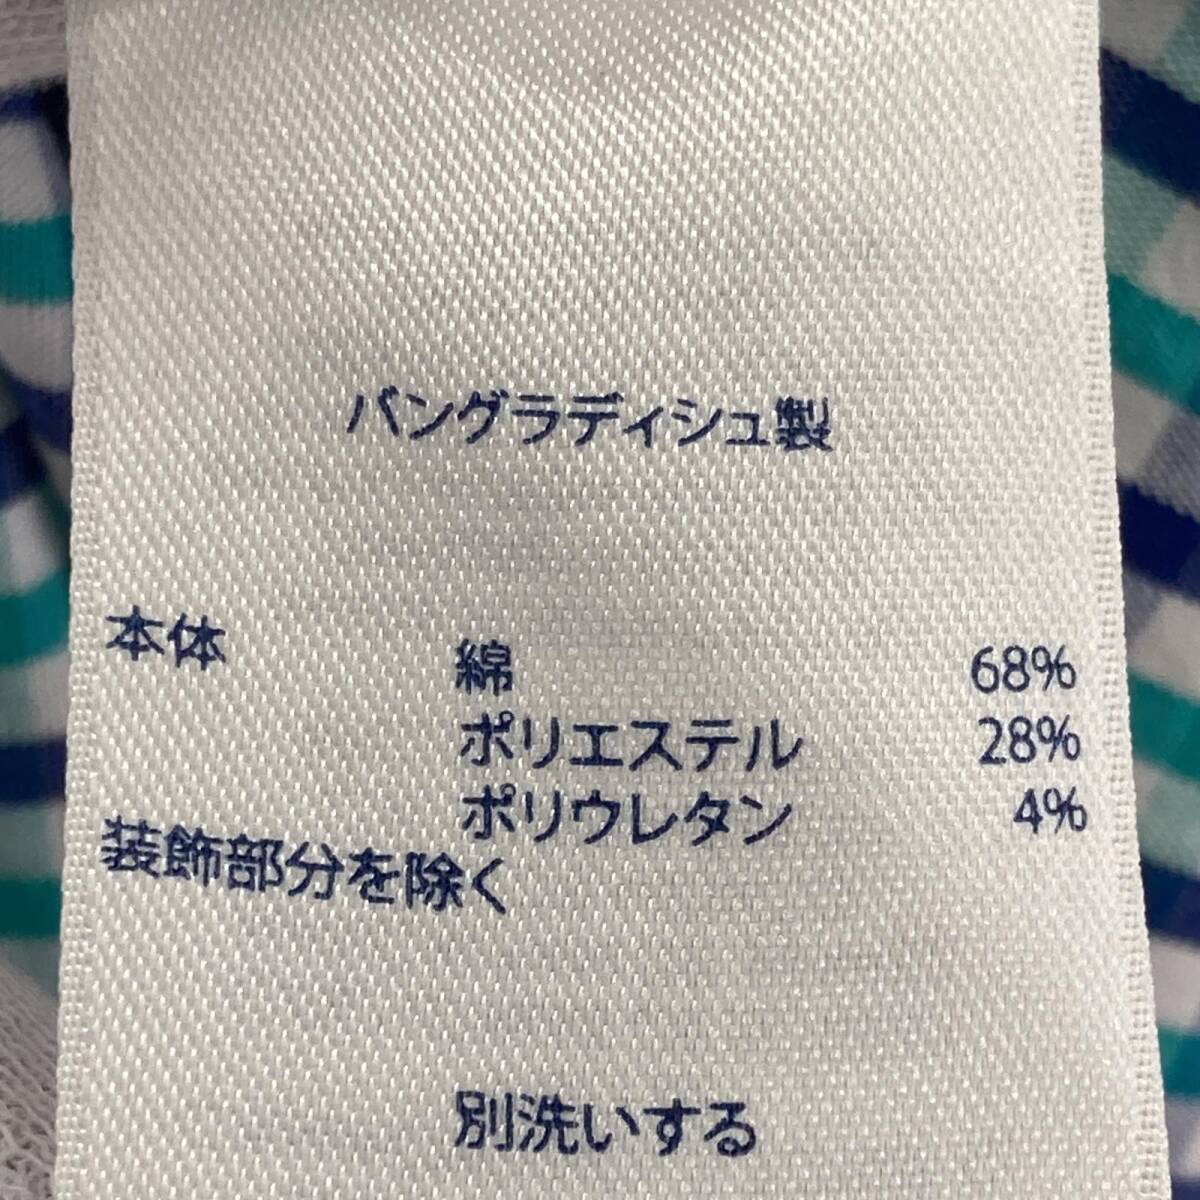 バングラディシュ製
本体 綿 68%
ポリエステル 28%
ポリウレタン 4%
装飾部分を除く
別洗いする